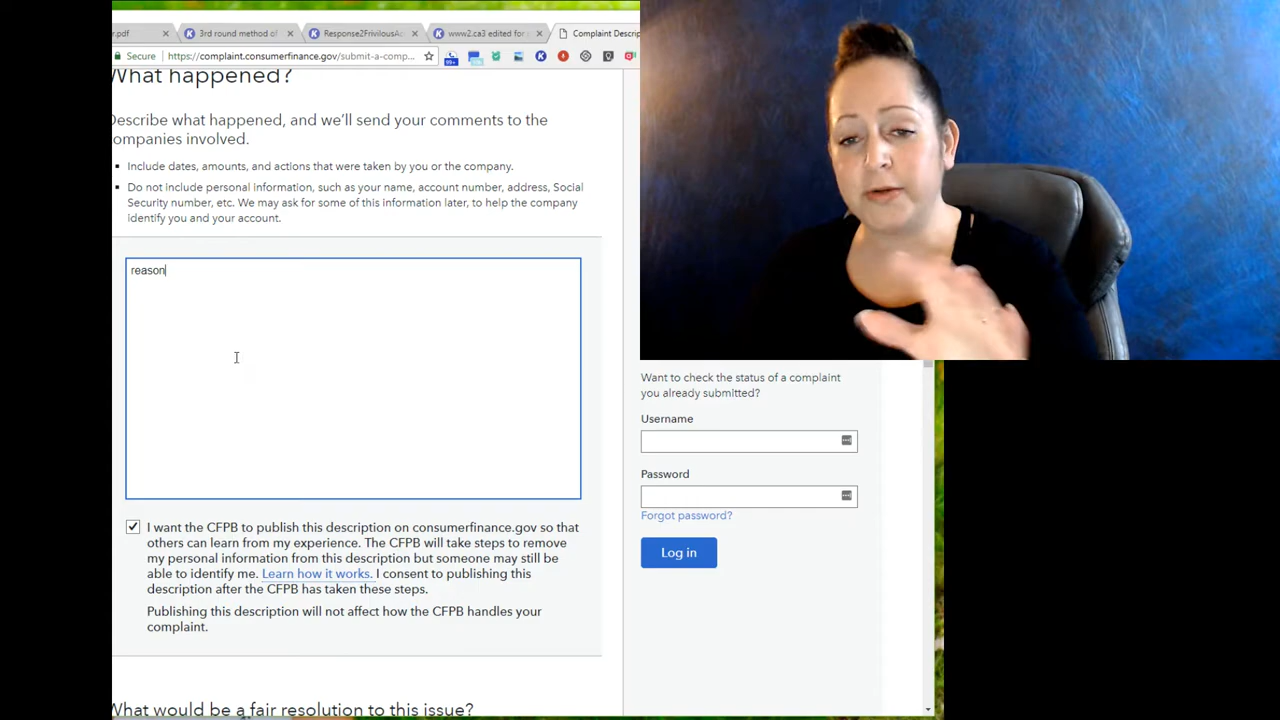 r.pdf
3rd round method of
Response2FrivilousAc
www2.ca3 edited for
Complaint Descrip
Secure
https://complaint.consumerfinance.gov/submit-a-comp...
99+
What happened?
Describe what happened, and we'll send your comments to the
companies involved.
Include dates, amounts, and actions that were taken by you or the company.
Do not include personal information, such as your name, account number, address, Social
Security number, etc. We may ask for some of this information later, to help the company
identify you and your account.
reason
I want the CFPB to publish this description on consumerfinance.gov so that
others can learn from my experience. The CFPB will take steps to remove
my personal information from this description but someone may still be
able to identify me. Learn how it works. I consent to publishing this
description after the CFPB has taken these steps.
Publishing this description will not affect how the CFPB handles your
complaint.
What would be a fair resolution to this issue?
Want to check the status of a complaint
you already submitted?
Username
Password
Forgot password?
Log in